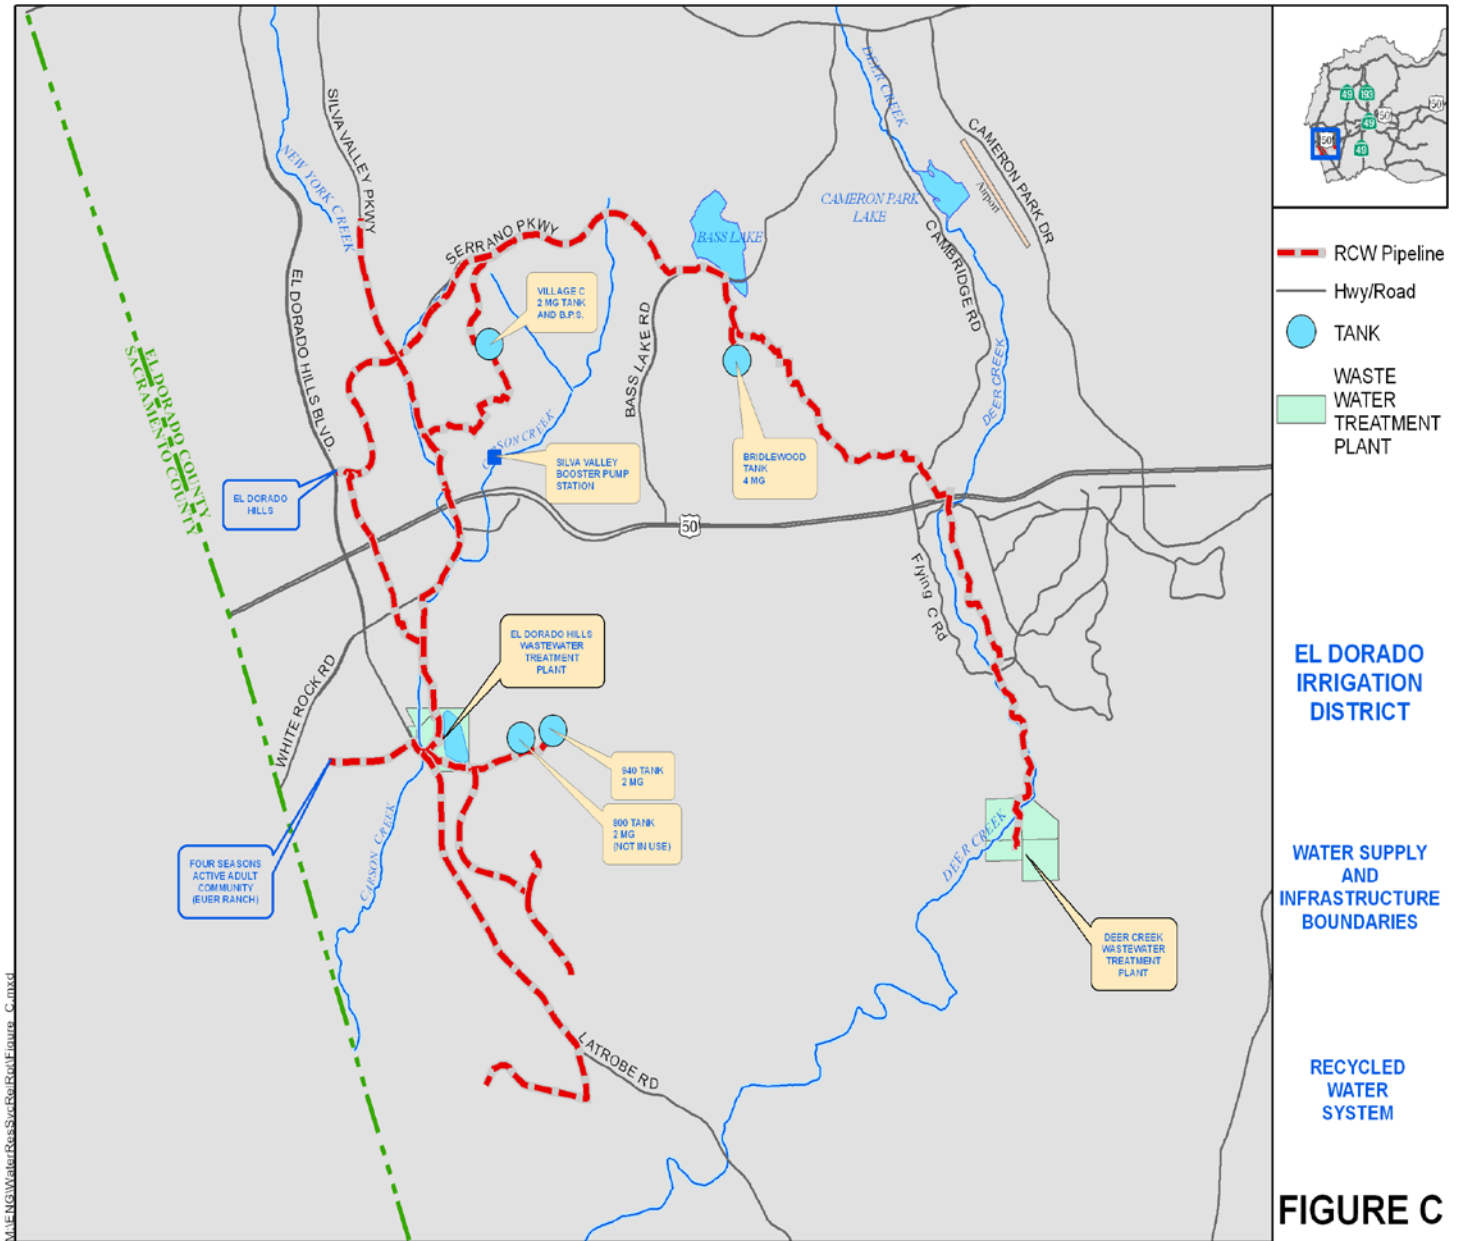 SILVA VALLEY PKWY
NEW YORK CREEK
EL DORADO HILLS BLVD.
SERRANO PKWY
DEER CREEK
CAMERON PARK DR
Airport
CAMERON PARK
LAKE
CAMBRIDGE RD
BASS LAKE
VILLAGE C
2 MG TANK
AND B.P.S.
BASS LAKE RD
DEER CREEK
EL DORADO COUNTY
SACRAMENTO COUNTY
CARSON CREEK
SILVA VALLEY
BOOSTER PUMP
STATION
BRIDLEWOOD
TANK
4 MG
EL DORADO
HILLS
50
Flying C Rd
EL DORADO HILLS
WASTEWATER
TREATMENT
PLANT
WHITE ROCK RD
940 TANK
2 MG
800 TANK
2 MG
(NOT IN USE)
FOUR SEASONS
ACTIVE ADULT
COMMUNITY
(EUER RANCH)
CARSON CREEK
DEER CREEK
DEER CREEK
WASTEWATER
TREATMENT
PLANT
LATROBE RD
M:\ENG\WaterResSvcRelRpt\Figure_C.mxd
49
193
50
50
49
50
49
RCW Pipeline
Hwy/Road
TANK
WASTE
WATER
TREATMENT
PLANT
EL DORADO
IRRIGATION
DISTRICT
WATER SUPPLY
AND
INFRASTRUCTURE
BOUNDARIES
RECYCLED
WATER
SYSTEM
FIGURE C